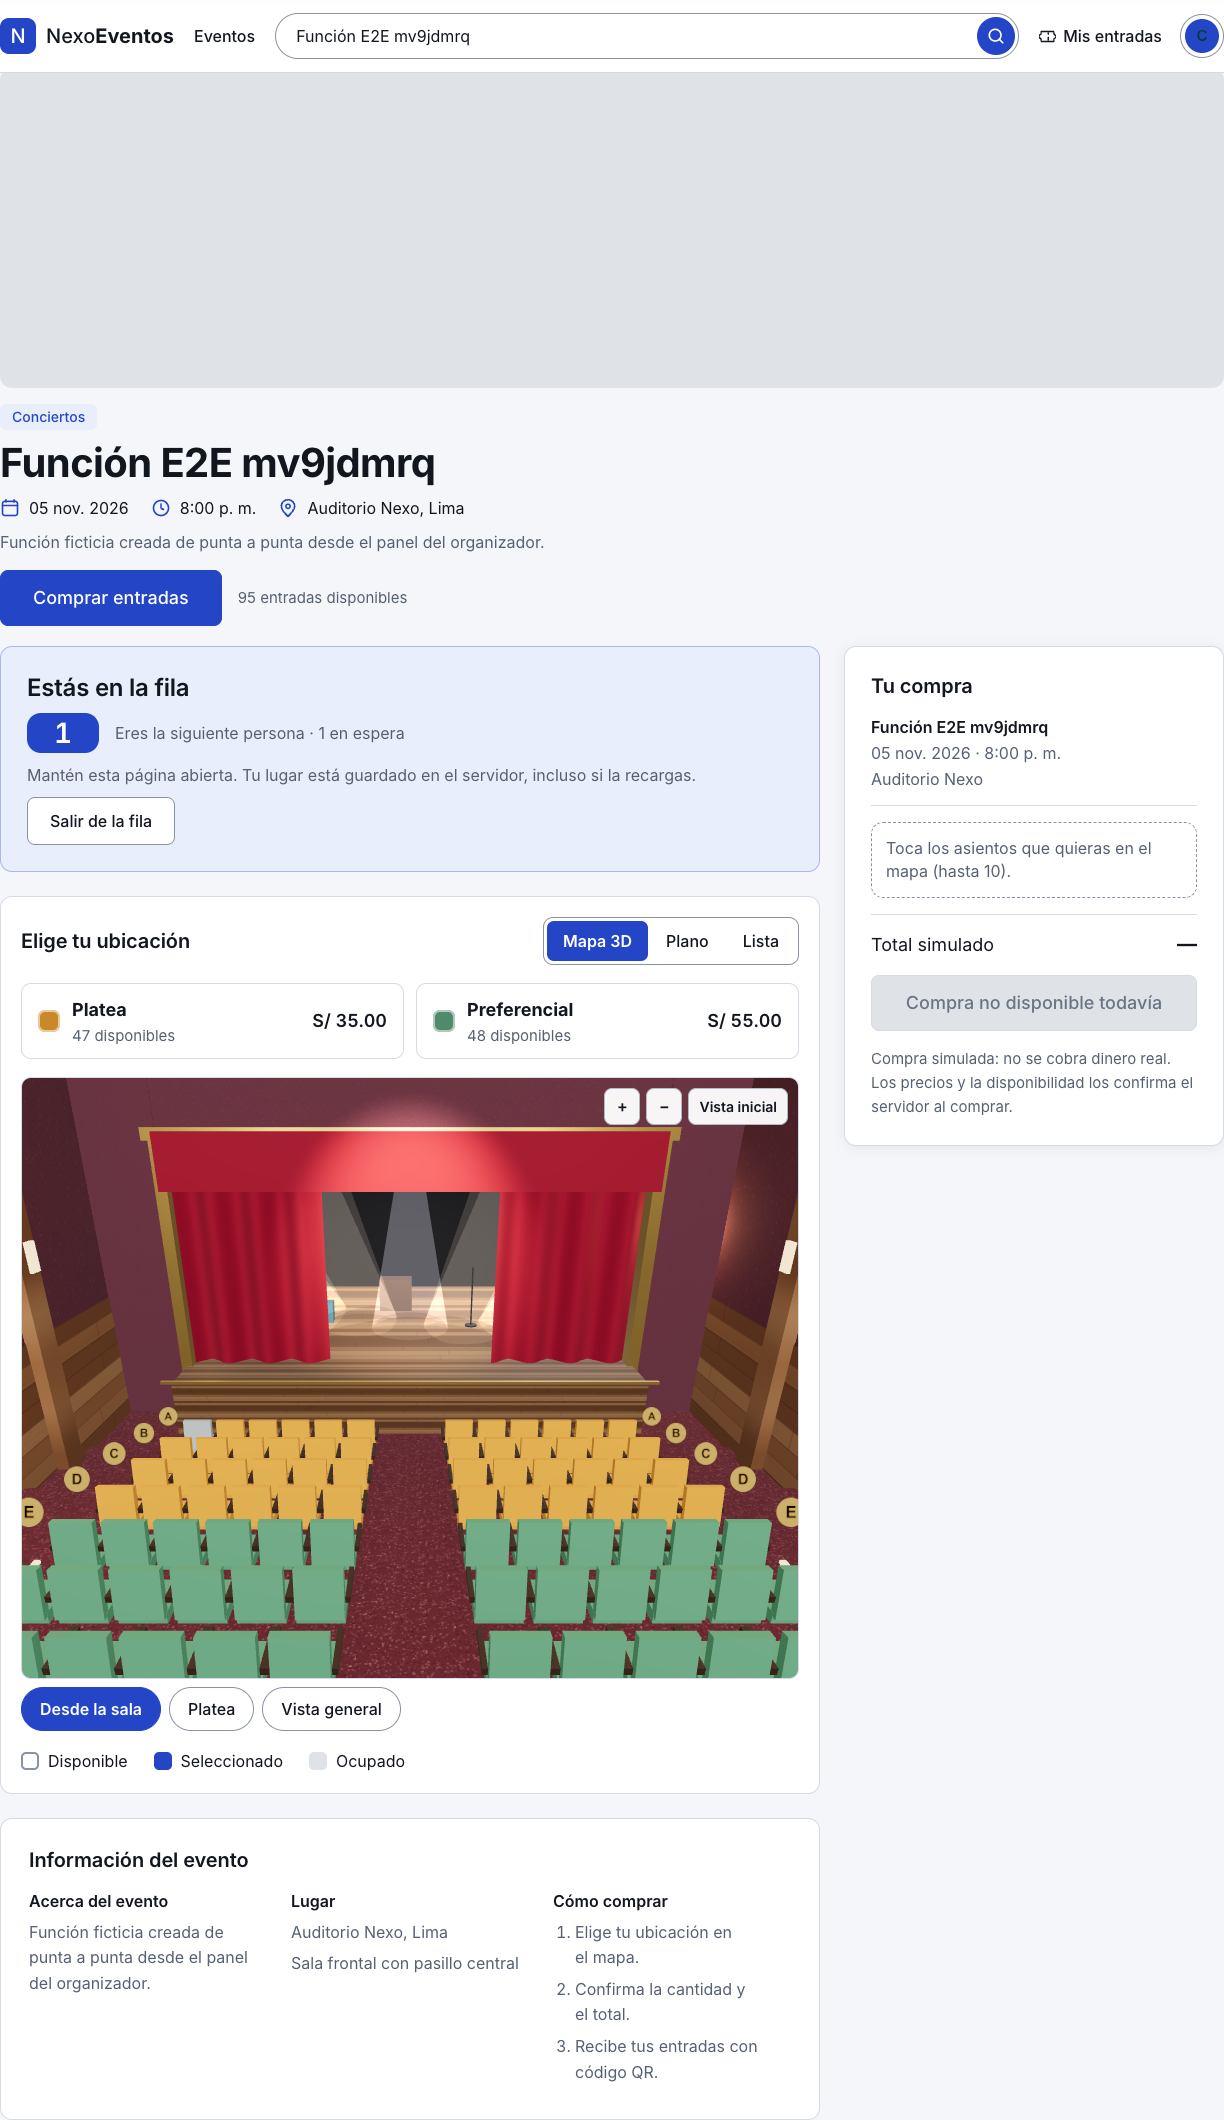 N NexoEventos Eventos Función E2E mv9jdmrq Mis entradas C
Conciertos
Función E2E mv9jdmrq
05 nov. 2026 8:00 p. m. Auditorio Nexo, Lima
Función ficticia creada de punta a punta desde el panel del organizador.
Comprar entradas 95 entradas disponibles
Estás en la fila
1 Eres la siguiente persona · 1 en espera
Mantén esta página abierta. Tu lugar está guardado en el servidor, incluso si la recargas.
Salir de la fila
Tu compra
Función E2E mv9jdmrq
05 nov. 2026 · 8:00 p. m.
Auditorio Nexo
Toca los asientos que quieras en el
mapa (hasta 10).
Total simulado —
Compra no disponible todavía
Compra simulada: no se cobra dinero real.
Los precios y la disponibilidad los confirma el
servidor al comprar.
Elige tu ubicación Mapa 3D Plano Lista
Platea
47 disponibles
S/ 35.00
Preferencial
48 disponibles
S/ 55.00
+ − Vista inicial
A A
B B
C C
D D
E E
Desde la sala Platea Vista general
Disponible Seleccionado Ocupado
Información del evento
Acerca del evento
Función ficticia creada de
punta a punta desde el panel
del organizador.
Lugar
Auditorio Nexo, Lima
Sala frontal con pasillo central
Cómo comprar
1. Elige tu ubicación en
el mapa.
2. Confirma la cantidad y
el total.
3. Recibe tus entradas con
código QR.